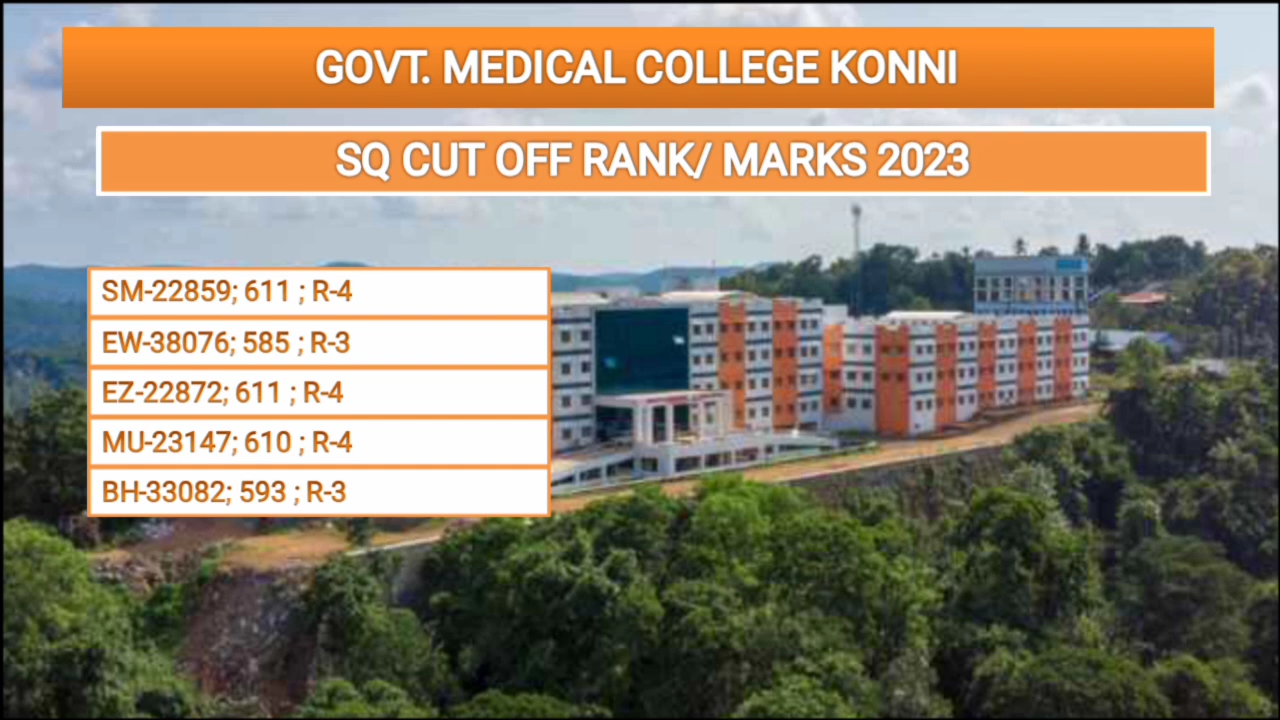 GOVT. MEDICAL COLLEGE KONNI
SQ CUT OFF RANK/ MARKS 2023
SM-22859; 611 ; R-4
EW-38076; 585 ; R-3
EZ-22872; 611 ; R-4
MU-23147; 610 ; R-4
BH-33082; 593 ; R-3